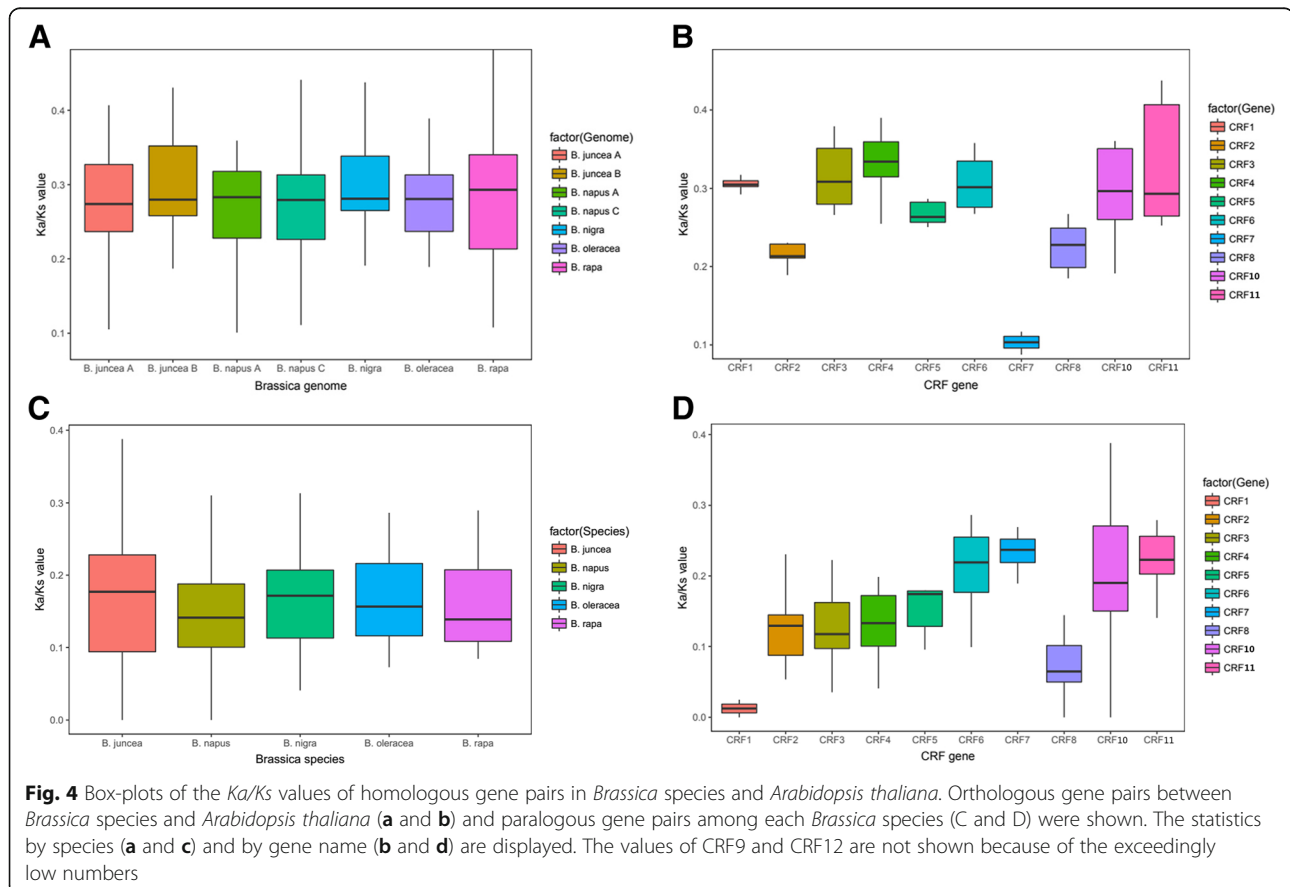 A
Ka/Ks value
0.4
0.3
0.2
0.1
B. juncea A
B. juncea B
B. napus A
B. napus C
B. nigra
B. oleracea
B. rapa
Brassica genome
factor(Genome)
B. juncea A
B. juncea B
B. napus A
B. napus C
B. nigra
B. oleracea
B. rapa
B
Ka/Ks value
0.4
0.3
0.2
0.1
CRF1
CRF2
CRF3
CRF4
CRF5
CRF6
CRF7
CRF8
CRF10
CRF11
CRF gene
factor(Gene)
CRF1
CRF2
CRF3
CRF4
CRF5
CRF6
CRF7
CRF8
CRF10
CRF11
C
Ka/Ks value
0.4
0.3
0.2
0.1
0.0
B. juncea
B. napus
B. nigra
B. oleracea
B. rapa
Brassica species
factor(Species)
B. juncea
B. napus
B. nigra
B. oleracea
B. rapa
D
Ka/Ks value
0.4
0.3
0.2
0.1
0.0
CRF1
CRF2
CRF3
CRF4
CRF5
CRF6
CRF7
CRF8
CRF10
CRF11
CRF gene
factor(Gene)
CRF1
CRF2
CRF3
CRF4
CRF5
CRF6
CRF7
CRF8
CRF10
CRF11
Fig. 4 Box-plots of the Ka/Ks values of homologous gene pairs in Brassica species and Arabidopsis thaliana. Orthologous gene pairs between
Brassica species and Arabidopsis thaliana (a and b) and paralogous gene pairs among each Brassica species (C and D) were shown. The statistics
by species (a and c) and by gene name (b and d) are displayed. The values of CRF9 and CRF12 are not shown because of the exceedingly
low numbers